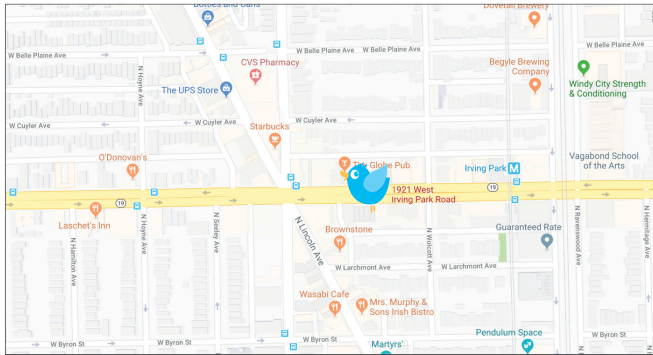 Bottles and Cans
Dovetail Brewery
W Belle Plaine Ave
W Belle Plaine Ave
W Belle Plaine Ave
CVS Pharmacy
Begyle Brewing
Company
N Hoyne Ave
The UPS Store
Windy City Strength
& Conditioning
W Cuyler Ave
W Cuyler Ave
W Cuyler Ave
Starbucks
O'Donovan's
The Globe Pub
Irving Park
M
Vagabond School
of the Arts
1921 West
Irving Park Road
19
19
Laschet's Inn
N Hamilton Ave
N Hoyne Ave
N Seeley Ave
N Lincoln Ave
Brownstone
N Wolcott Ave
Guaranteed Rate
N Ravenswood Ave
N Hermitage Ave
W Larchmont Ave
W Larchmont Ave
Wasabi Cafe
Mrs. Murphy &
Sons Irish Bistro
W Byron St
W Byron St
Martyrs'
Pendulum Space
W Byron St